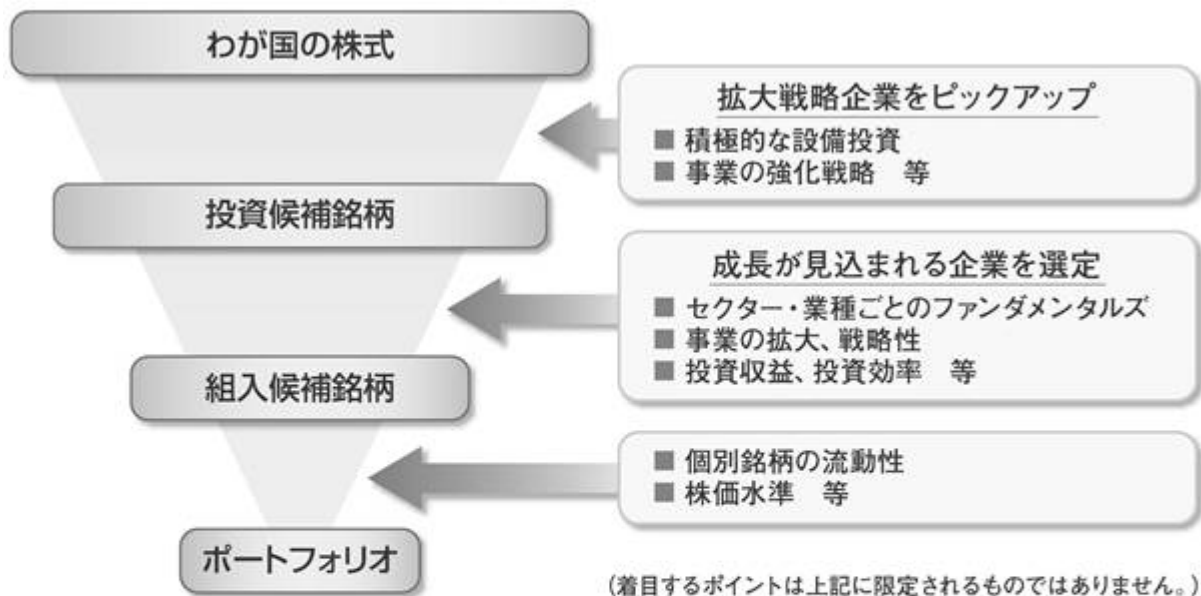 わが国の株式
拡大戦略企業をピックアップ
■ 積極的な設備投資
■ 事業の強化戦略　等
投資候補銘柄
成長が見込まれる企業を選定
■ セクター・業種ごとのファンダメンタルズ
■ 事業の拡大、戦略性
■ 投資収益、投資効率　等
組入候補銘柄
■ 個別銘柄の流動性
■ 株価水準　等
ポートフォリオ
(着目するポイントは上記に限定されるものではありません。)